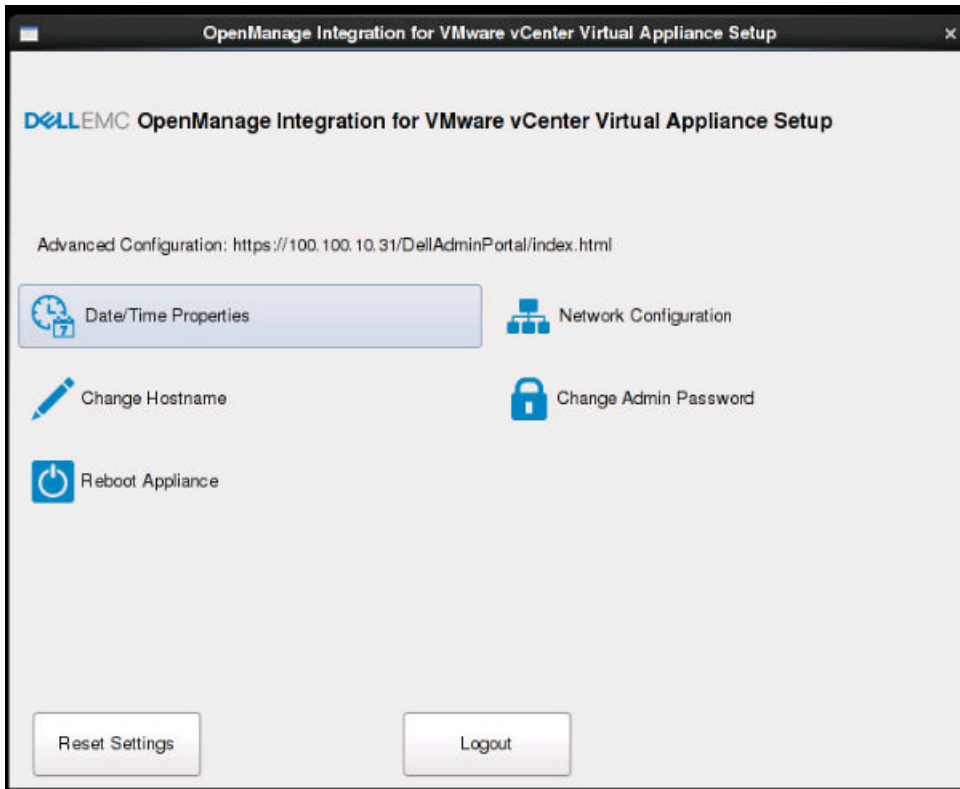 OpenManage Integration for VMware vCenter Virtual Appliance Setup
DELLEMC OpenManage Integration for VMware vCenter Virtual Appliance Setup
Advanced Configuration: https://100.100.10.31/DellAdminPortal/index.html
7 Date/Time Properties
Network Configuration
Change Hostname
Change Admin Password
Reboot Appliance
Reset Settings
Logout